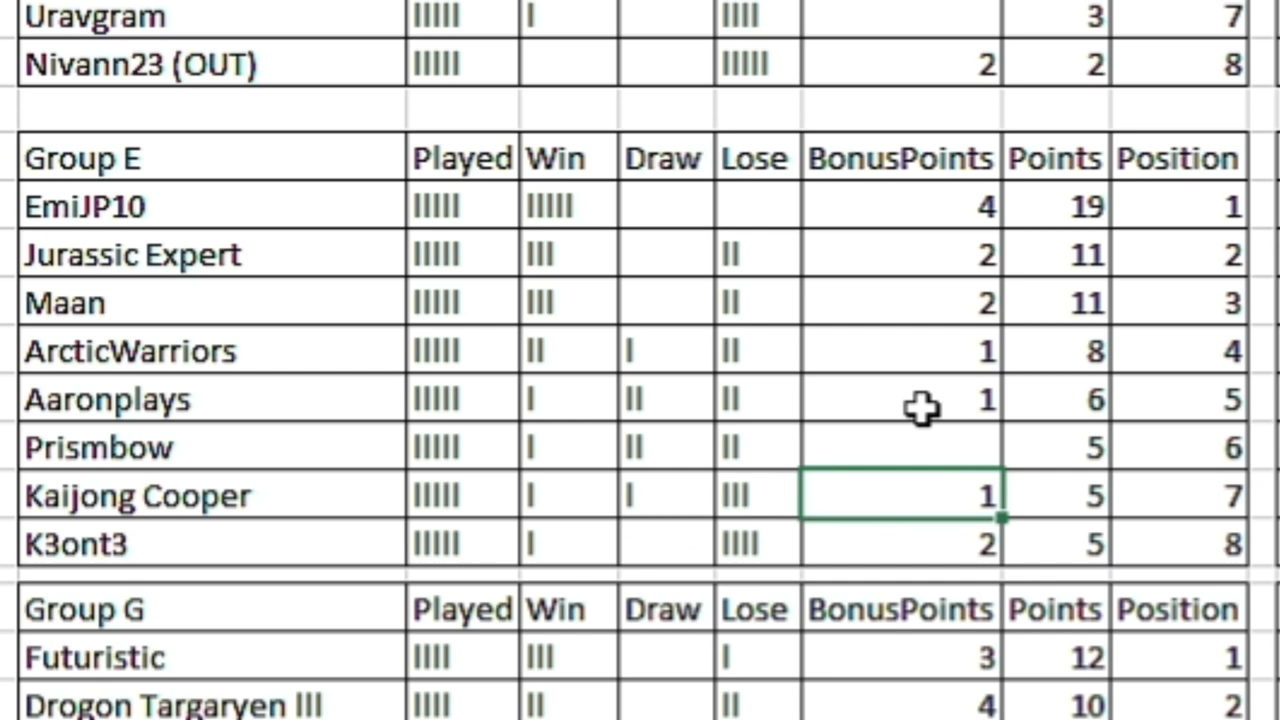 Uravgram IIIII I IIII 3 7
Nivann23 (OUT) IIIII IIIII 2 2 8
Group E Played Win Draw Lose BonusPoints Points Position
EmiJP10 IIIII IIIII 4 19 1
Jurassic Expert IIIII III II 2 11 2
Maan IIIII III II 2 11 3
ArcticWarriors IIIII II I II 1 8 4
Aaronplays IIIII I II II 1 6 5
Prismbow IIIII I II II 5 6
Kaijong Cooper IIIII I I III 1 5 7
K3ont3 IIIII I IIII 2 5 8
Group G Played Win Draw Lose BonusPoints Points Position
Futuristic IIII III I 3 12 1
Drogon Targaryen III IIII II II 4 10 2